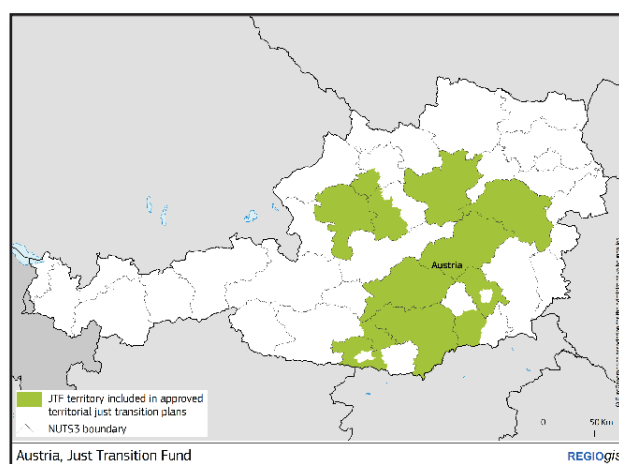 Austria
JTF territory included in approved
territorial just transition plans
NUTS3 boundary
0 50 Km
Austria, Just Transition Fund
REGIOgis